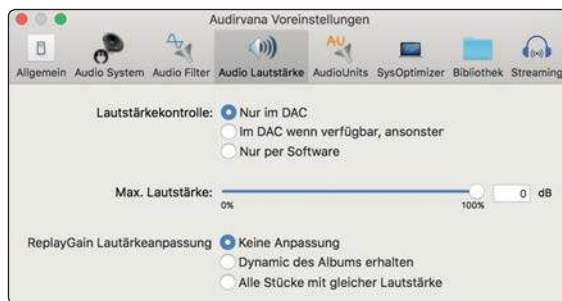 Audirvana Voreinstellungen
AU
Allgemein Audio System Audio Filter Audio Lautstärke AudioUnits SysOptimizer Bibliothek Streaming
Lautstärkekontrolle: Nur im DAC
Im DAC wenn verfügbar, ansonster
Nur per Software
Max. Lautstärke: 0 dB
0% 100%
ReplayGain Lautärkeanpassung Keine Anpassung
Dynamic des Albums erhalten
Alle Stücke mit gleicher Lautstärke